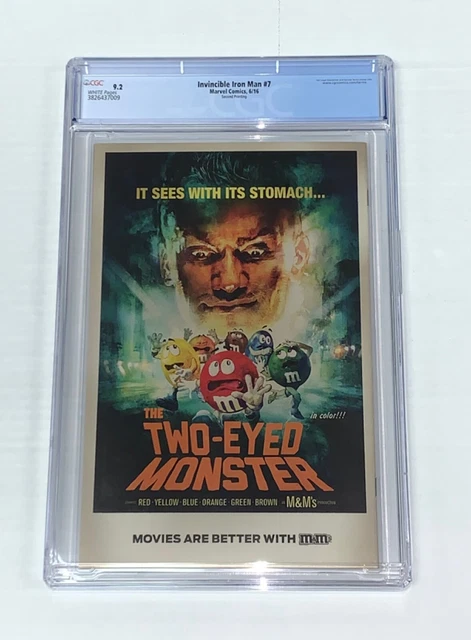 CGC 9.2 Invincible Iron Man #7
WHITE Pages Marvel Comics, 6/16
3826437009 Second Printing
CGC
IT SEES WITH ITS STOMACH...
m
THE
in color!!!
TWO-EYED
MONSTER
RED · YELLOW · BLUE · ORANGE · GREEN · BROWN M&M's
MOVIES ARE BETTER WITH m&m's